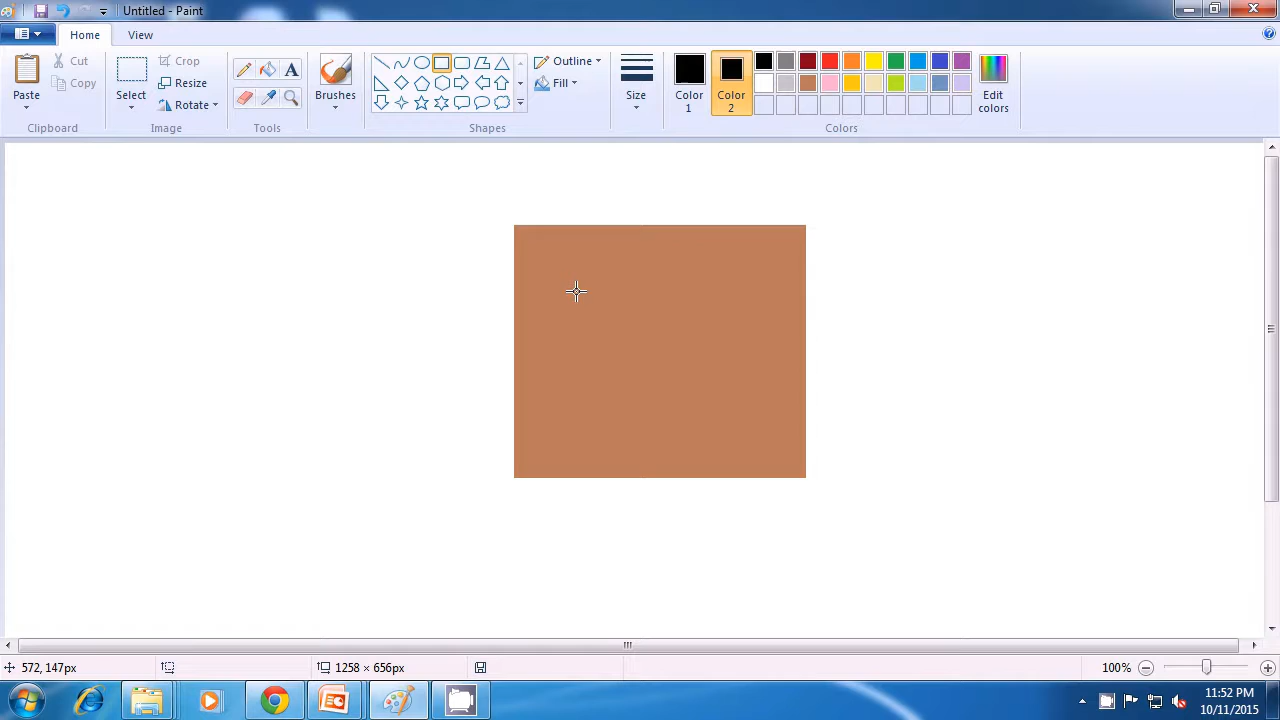 Untitled - Paint
Home
View
Paste
Cut
Copy
Clipboard
Select
Crop
Resize
Rotate
Image
A
Tools
Brushes
Shapes
Outline
Fill
Size
Color 1
Color 2
Colors
Edit colors
572, 147px
1258 × 656px
100%
11:52 PM
10/11/2015